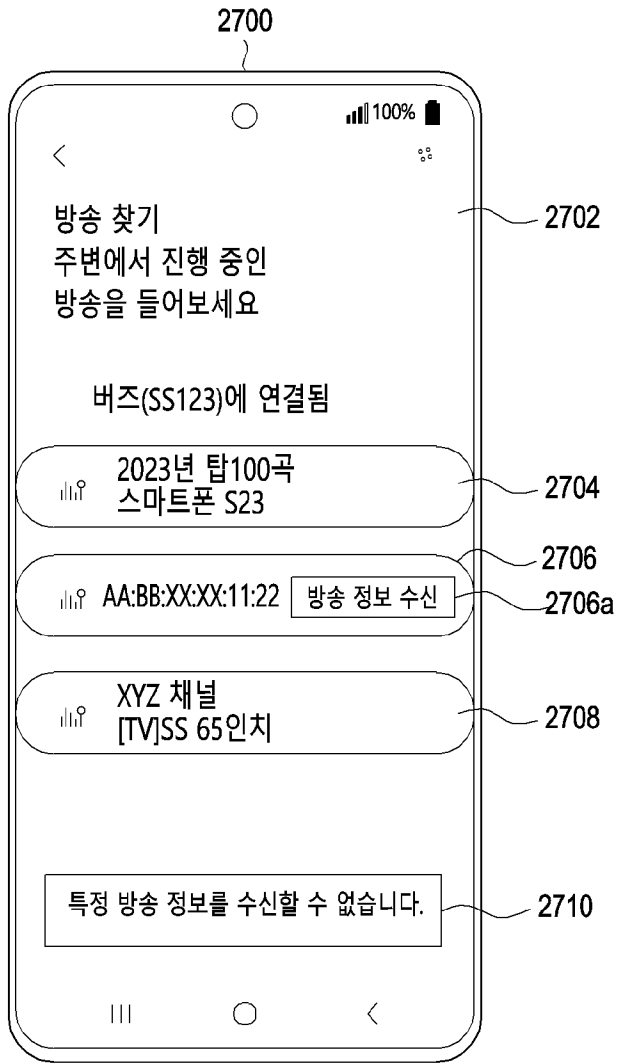 2700
100%
방송 찾기
2702
주변에서 진행 중인
방송을 들어보세요
버즈(SS123)에 연결됨
2023년 탑100곡
스마트폰 S23
2704
2706
AA:BB:XX:XX:11:22 방송 정보 수신
2706a
XYZ 채널
[TV]SS 65인치
2708
특정 방송 정보를 수신할 수 없습니다.
2710